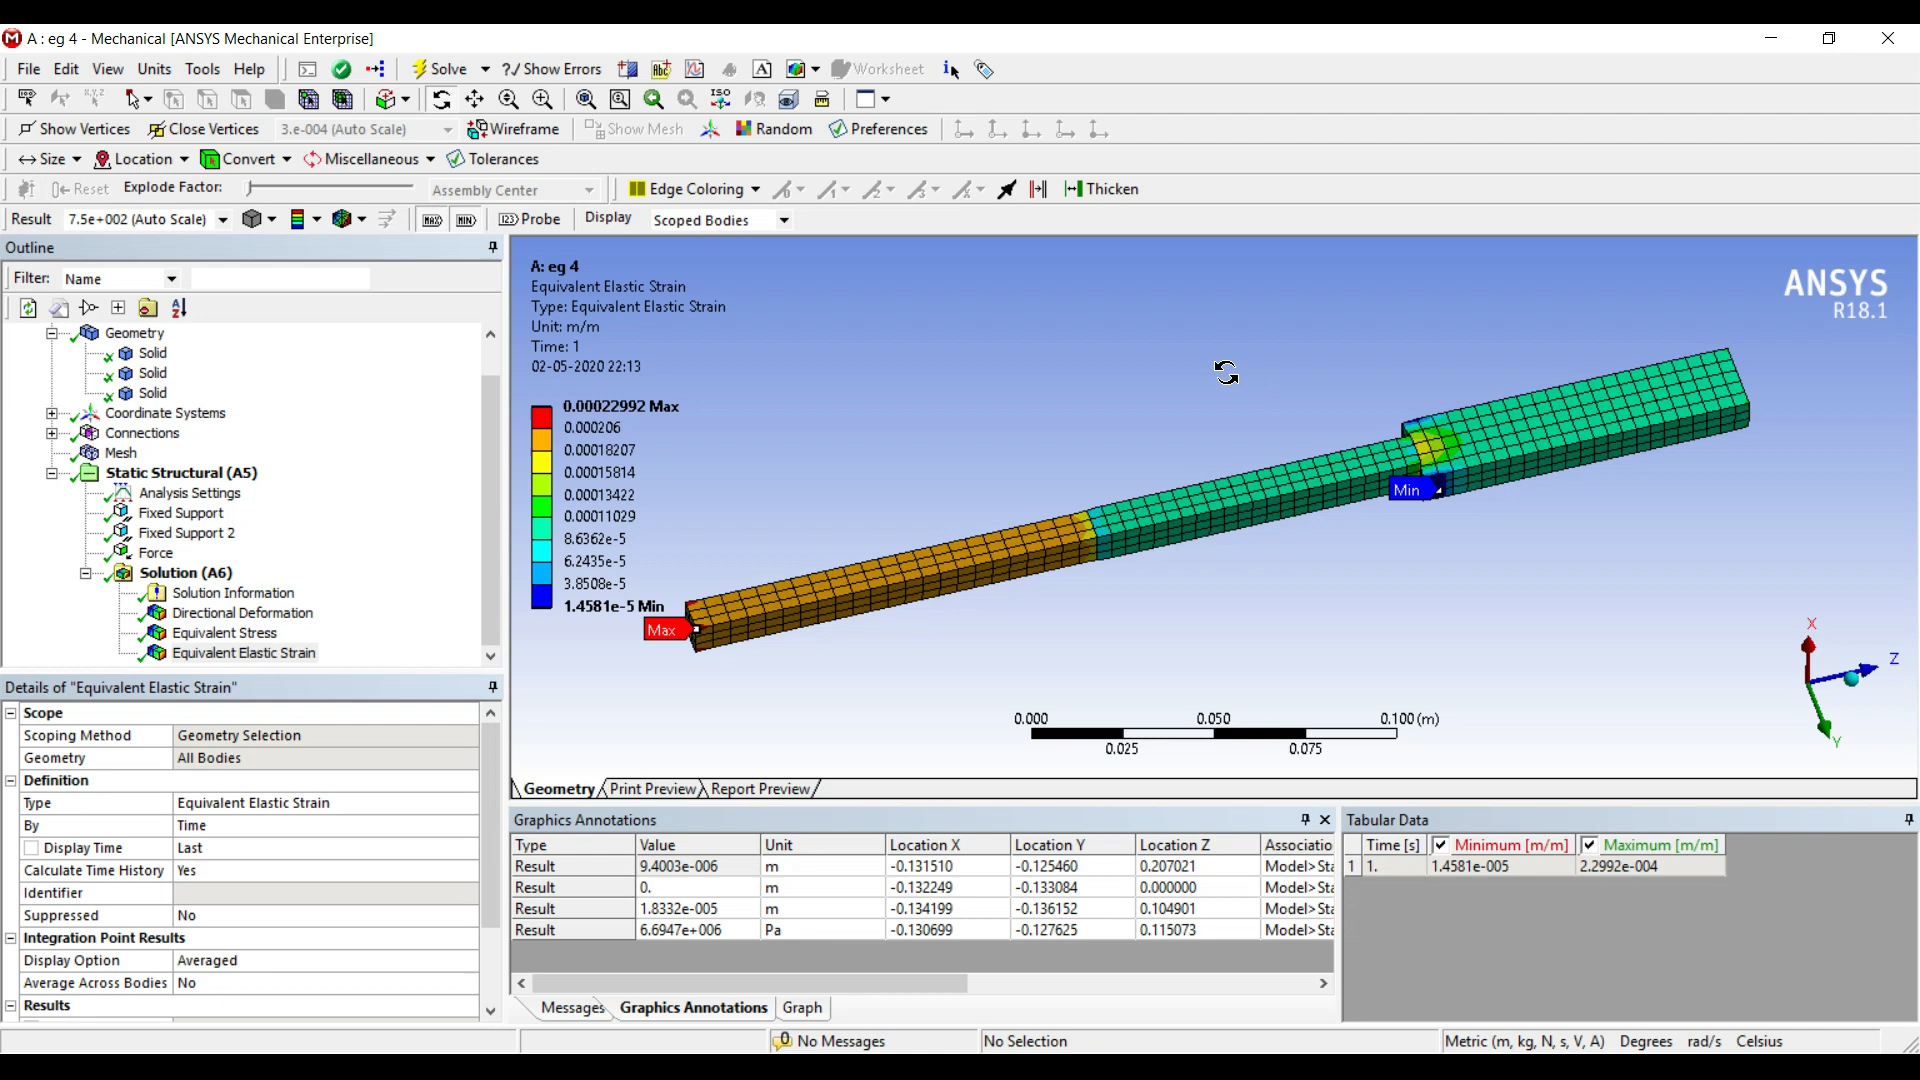 A : eg 4 - Mechanical [ANSYS Mechanical Enterprise]
File Edit View Units Tools Help Solve ?/ Show Errors Worksheet
Show Vertices Close Vertices 3.e-004 (Auto Scale) Wireframe Show Mesh Random Preferences
Size Location Convert Miscellaneous Tolerances
Reset Explode Factor: Assembly Center Edge Coloring Thicken
Result 7.5e+002 (Auto Scale) MAX MIN Probe Display Scoped Bodies
Outline
Filter: Name
Geometry
Solid
Solid
Solid
Coordinate Systems
Connections
Mesh
Static Structural (A5)
Analysis Settings
Fixed Support
Fixed Support 2
Force
Solution (A6)
Solution Information
Directional Deformation
Equivalent Stress
Equivalent Elastic Strain
Details of "Equivalent Elastic Strain"
Scope
Scoping Method Geometry Selection
Geometry All Bodies
Definition
Type Equivalent Elastic Strain
By Time
Display Time Last
Calculate Time History Yes
Identifier
Suppressed No
Integration Point Results
Display Option Averaged
Average Across Bodies No
Results
A: eg 4
Equivalent Elastic Strain
Type: Equivalent Elastic Strain
Unit: m/m
Time: 1
02-05-2020 22:13
0.00022992 Max
0.000206
0.00018207
0.00015814
0.00013422
0.00011029
8.6362e-5
6.2435e-5
3.8508e-5
1.4581e-5 Min
Max
Min
ANSYS
R18.1
X
Z
Y
0.000 0.050 0.100 (m)
0.025 0.075
Geometry Print Preview Report Preview
Graphics Annotations
Type Value Unit Location X Location Y Location Z Associatio
Result 9.4003e-006 m -0.131510 -0.125460 0.207021 Model>Sta
Result 0. m -0.132249 -0.133084 0.000000 Model>Sta
Result 1.8332e-005 m -0.134199 -0.136152 0.104901 Model>Sta
Result 6.6947e+006 Pa -0.130699 -0.127625 0.115073 Model>Sta
Messages Graphics Annotations Graph
Tabular Data
Time [s] Minimum [m/m] Maximum [m/m]
1 1. 1.4581e-005 2.2992e-004
No Messages No Selection Metric (m, kg, N, s, V, A) Degrees rad/s Celsius